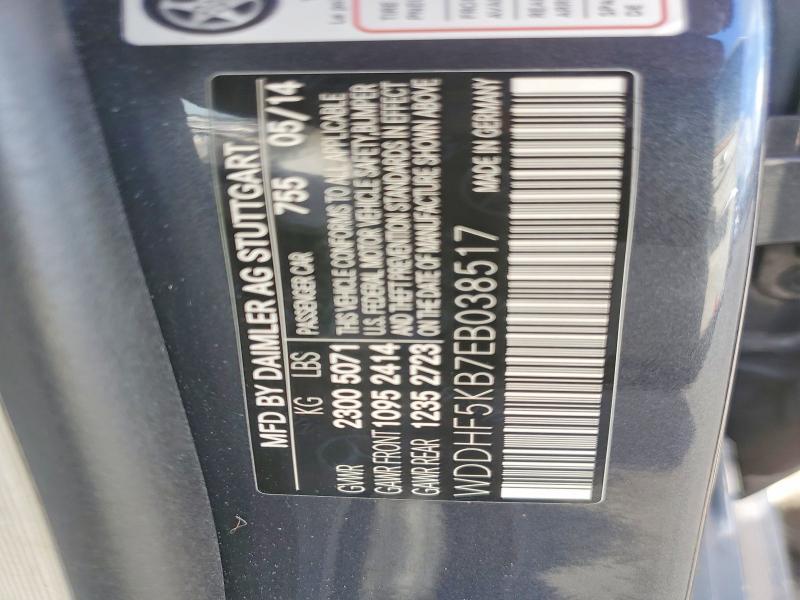 MFD BY DAIMLER AG STUTTGART
755 05/14
KG LBS PASSENGER CAR
GVWR 2300 5071 THIS VEHICLE CONFORMS TO ALL APPLICABLE
GAWR FRONT 1095 2414 U.S. FEDERAL MOTOR VEHICLE SAFETY, BUMPER
GAWR REAR 1235 2723 AND THEFT PREVENTION STANDARDS IN EFFECT
ON THE DATE OF MANUFACTURE SHOWN ABOVE
WDDHF5KB7EB038517 MADE IN GERMANY
TIRE